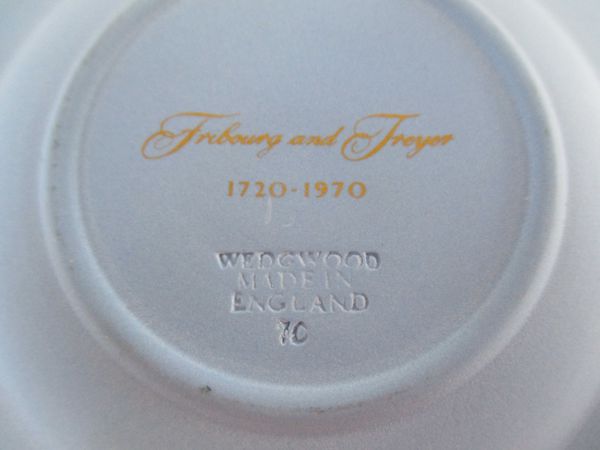 Fribourg and Treyer
1720-1970
WEDGWOOD
MADE IN
ENGLAND
70